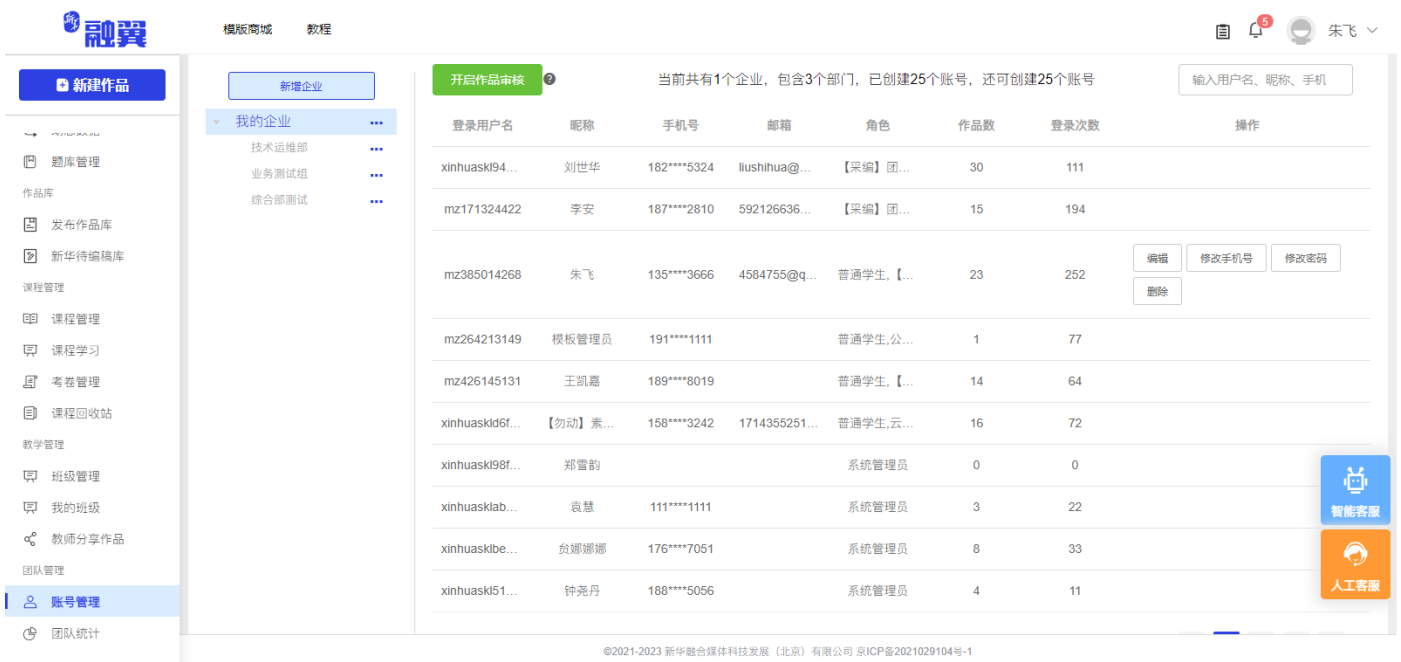 融翼
模版商城 教程
5
朱飞
新建作品
题库管理
作品库
发布作品库
新华待编稿库
课程管理
课程管理
课程学习
考卷管理
课程回收站
教学管理
班级管理
我的班级
教师分享作品
团队管理
账号管理
团队统计
新增企业
我的企业 ...
技术运维部 ...
业务测试组 ...
综合部测试 ...
开启作品审核 ?
当前共有1个企业，包含3个部门，已创建25个账号，还可创建25个账号
输入用户名、昵称、手机
登录用户名 昵称 手机号 邮箱 角色 作品数 登录次数 操作
xinhuaskl94... 刘世华 182****5324 liushihua@... 【采编】团... 30 111
mz171324422 李安 187****2810 592126636... 【采编】团... 15 194
mz385014268 朱飞 135****3666 4584755@q... 普通学生,【... 23 252 编辑 修改手机号 修改密码
删除
mz264213149 模板管理员 191****1111 普通学生,公... 1 77
mz426145131 王凯嘉 189****8019 普通学生,【... 14 64
xinhuaskld6f... 【勿动】素... 158****3242 1714355251... 普通学生,云... 16 72
xinhuaskl98f... 郑雪韵 系统管理员 0 0
xinhuasklab... 袁慧 111****1111 系统管理员 3 22
xinhuasklbe... 贠娜娜娜 176****7051 系统管理员 8 33
xinhuaskl51... 钟尧丹 188****5056 系统管理员 4 11
智能客服
人工客服
©2021-2023 新华融合媒体科技发展（北京）有限公司 京ICP备2021029104号-1